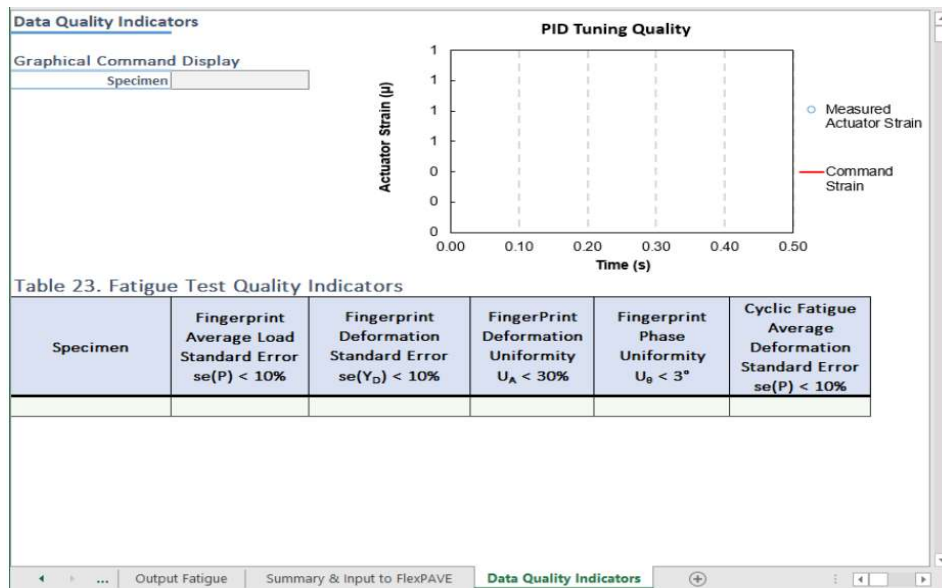 Data Quality Indicators
Graphical Command Display
Specimen
PID Tuning Quality
Actuator Strain (µ)
1
1
1
1
0
0
0
0.00 0.10 0.20 0.30 0.40 0.50
Time (s)
Measured
Actuator Strain
Command
Strain
Table 23. Fatigue Test Quality Indicators
Specimen
Fingerprint
Average Load
Standard Error
se(P) < 10%
Fingerprint
Deformation
Standard Error
se(Y_D) < 10%
FingerPrint
Deformation
Uniformity
U_A < 30%
Fingerprint
Phase
Uniformity
U_θ < 3°
Cyclic Fatigue
Average
Deformation
Standard Error
se(P) < 10%
... Output Fatigue Summary & Input to FlexPAVE Data Quality Indicators